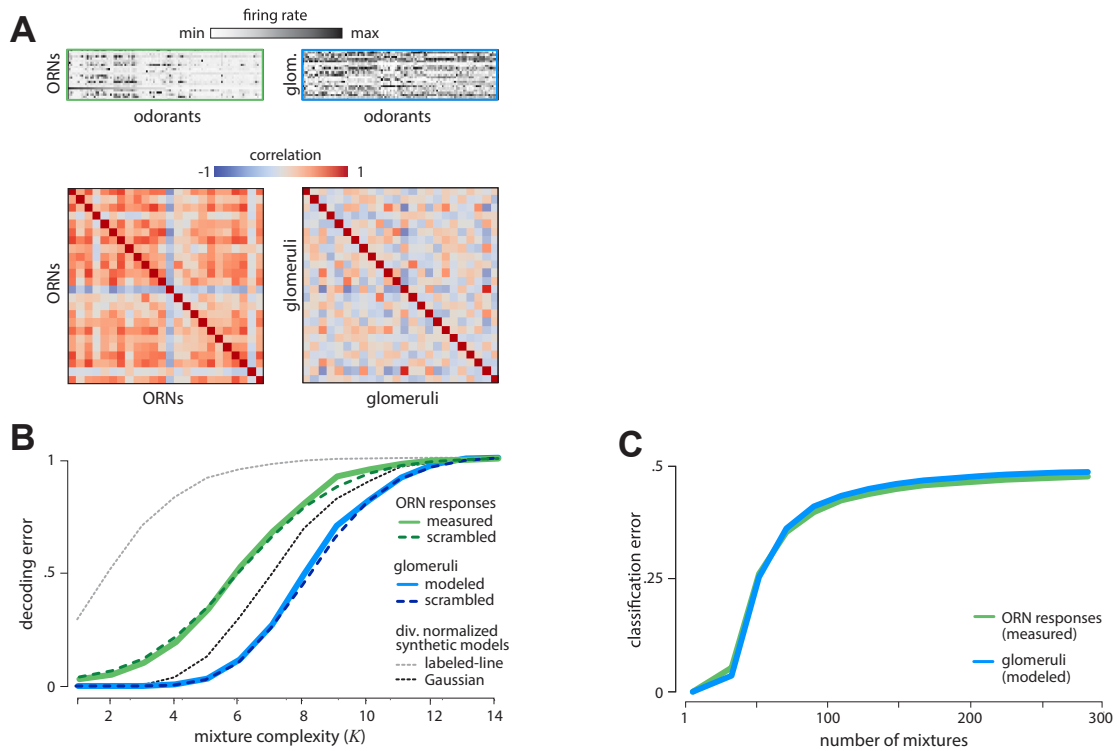 A
firing rate
min max
ORNs
glom.
odorants
odorants
correlation
-1 1
ORNs
glomeruli
ORNs
glomeruli
B
decoding error
1
.5
0
2 4 6 8 10 12 14
mixture complexity (K)
ORN responses
measured
scrambled
glomeruli
modeled
scrambled
div. normalized
synthetic models
labeled-line
Gaussian
C
classification error
.5
.25
0
1 100 200 300
number of mixtures
ORN responses
(measured)
glomeruli
(modeled)